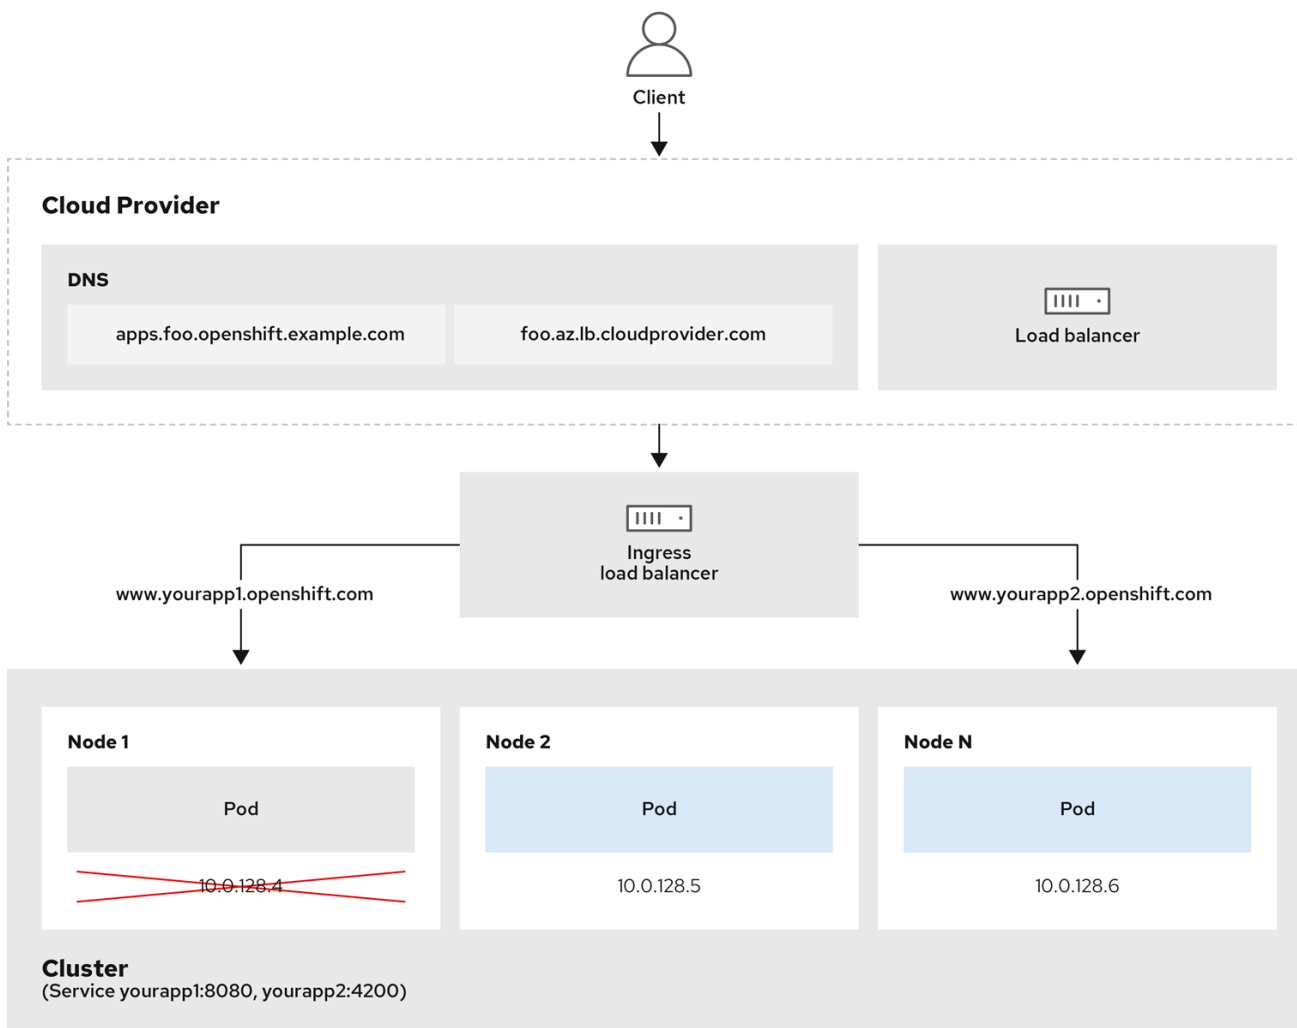 Client
Cloud Provider
DNS
apps.foo.openshift.example.com
foo.az.lb.cloudprovider.com
Load balancer
Ingress
load balancer
www.yourapp1.openshift.com
www.yourapp2.openshift.com
Node 1
Pod
10.0.128.4
Node 2
Pod
10.0.128.5
Node N
Pod
10.0.128.6
Cluster
(Service yourapp1:8080, yourapp2:4200)